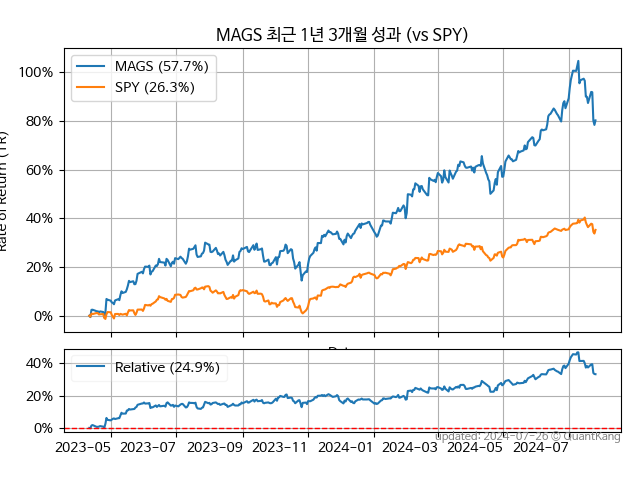 MAGS 최근 1년 3개월 성과 (vs SPY)
MAGS (57.7%)
SPY (26.3%)
100%
80%
60%
40%
20%
0%
Rate of Return (TR)
Relative (24.9%)
40%
20%
0%
2023-05 2023-07 2023-09 2023-11 2024-01 2024-03 2024-05 2024-07
Updated: 2024-07-26 © QuantKang